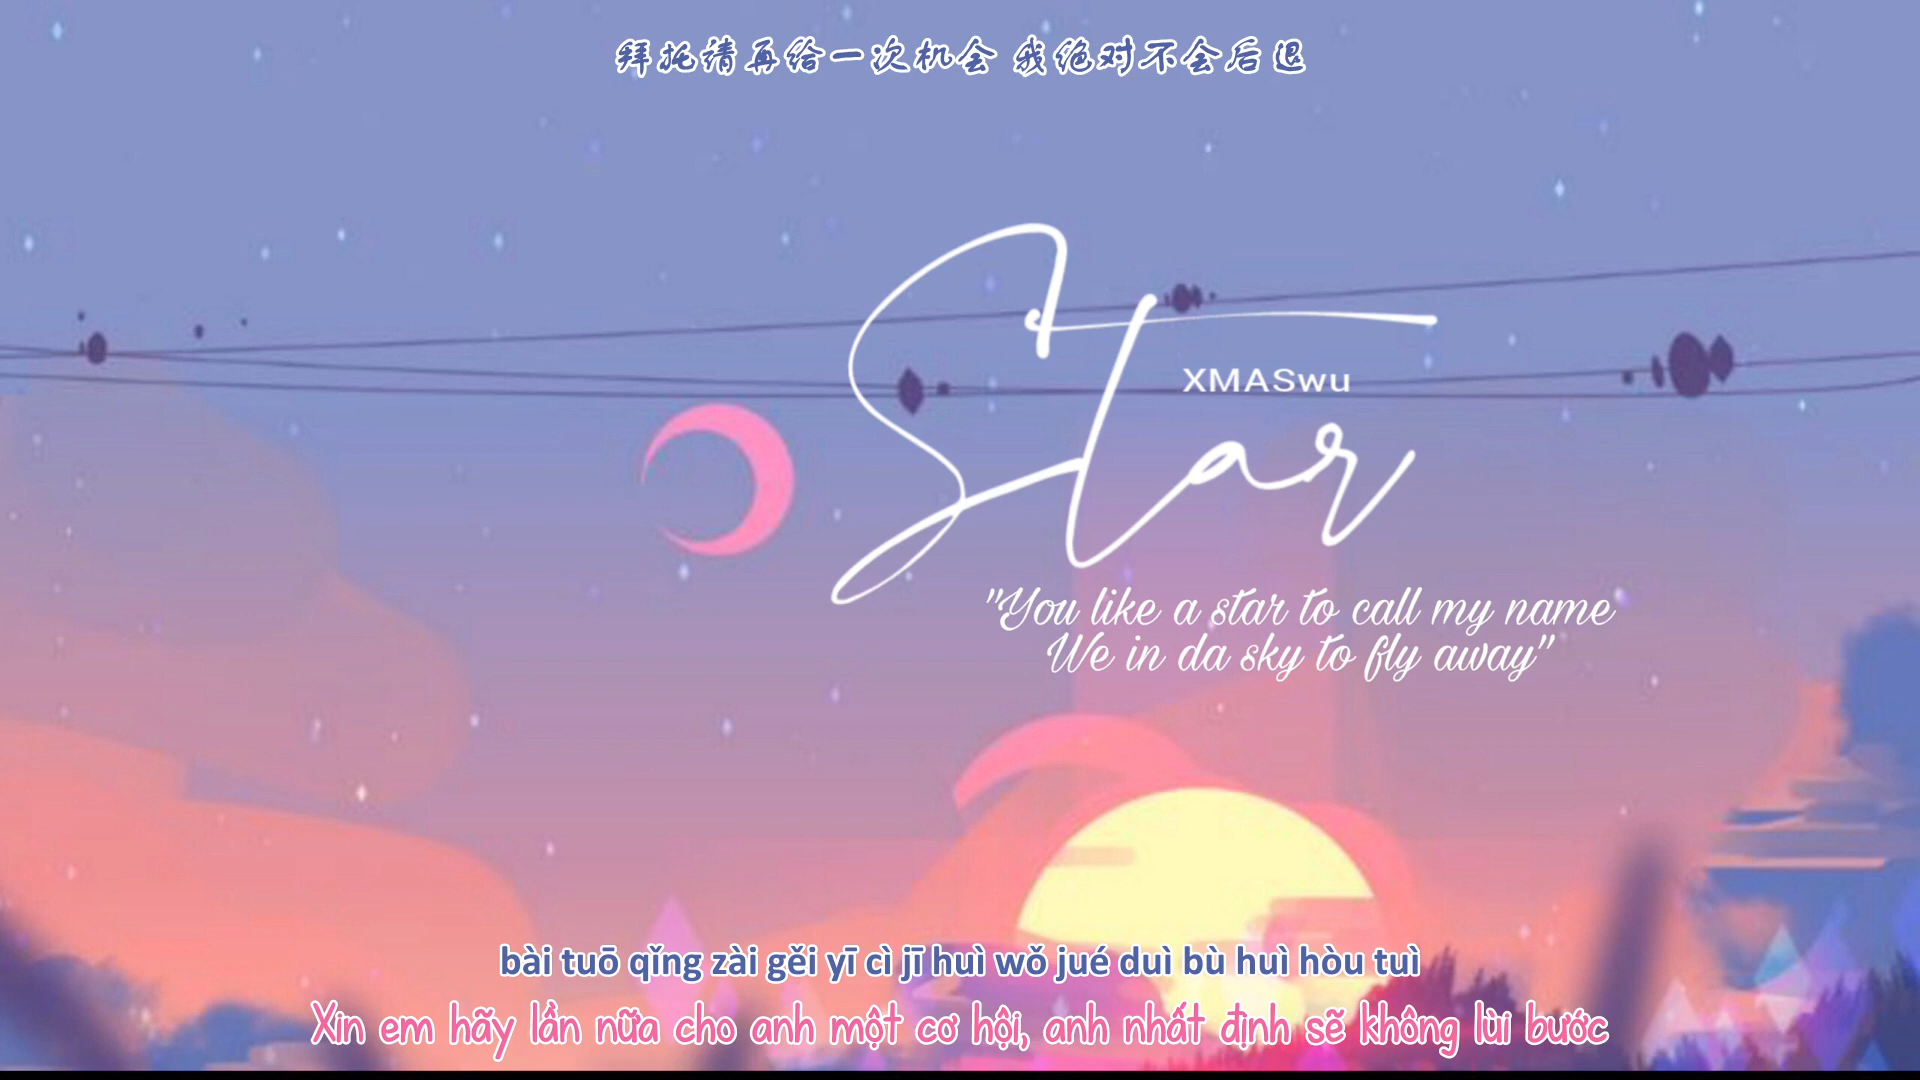 拜托请再给一次机会 我绝对不会后退
Star
XMASwu
"You like a star to call my name
We in da sky to fly away"
bài tuō qǐng zài gěi yī cì jī huì wǒ jué duì bù huì hòu tuì
Xin em hãy lần nữa cho anh một cơ hội, anh nhất định sẽ không lùi bước